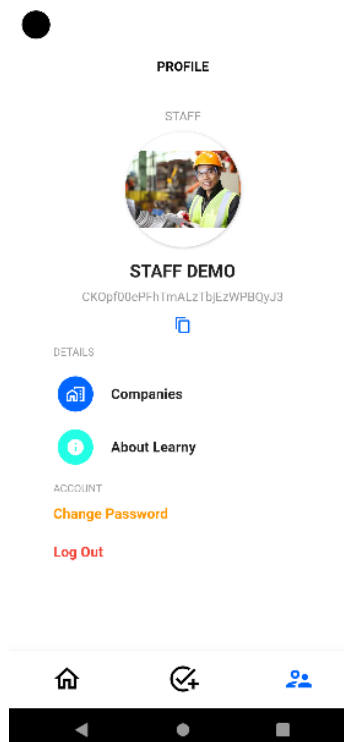 PROFILE
STAFF
STAFF DEMO
CKOpf00ePFhTmALzTbjEzWPBQyJ3
DETAILS
Companies
About Learny
ACCOUNT
Change Password
Log Out